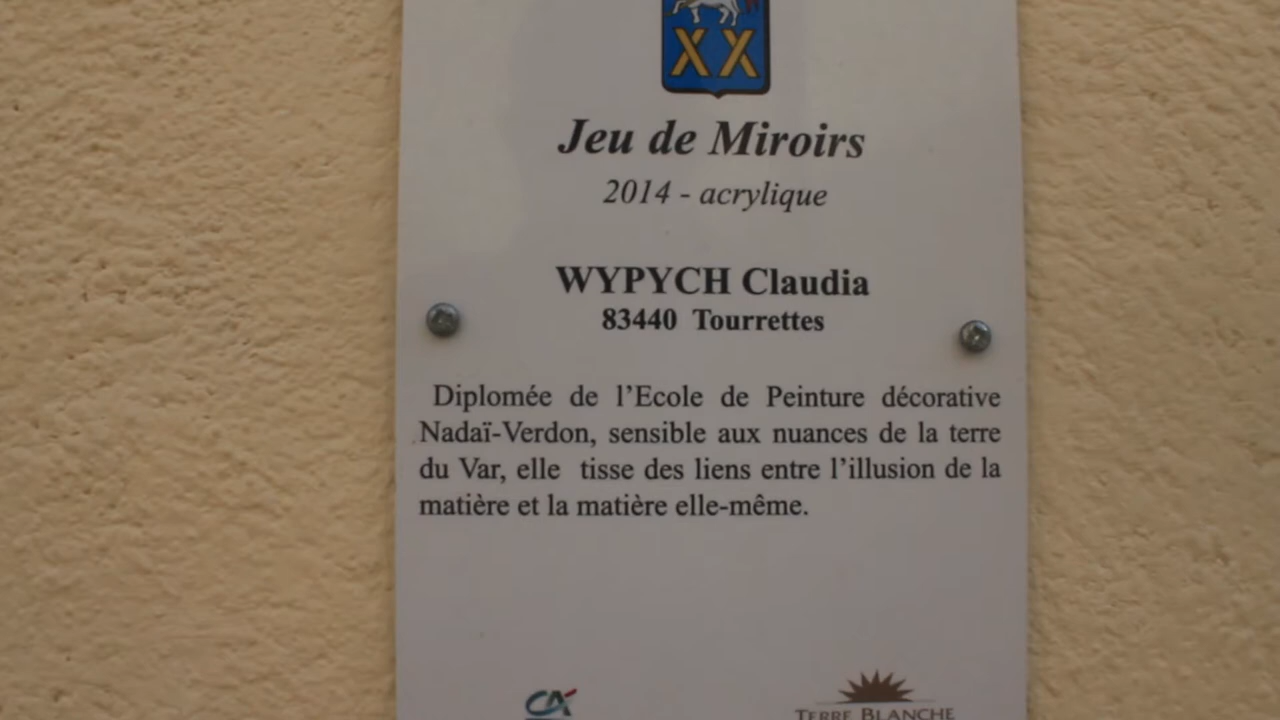 XX
Jeu de Miroirs
2014 - acrylique
WYPYCH Claudia
83440 Tourrettes
Diplomée de l'Ecole de Peinture décorative
Nadaï-Verdon, sensible aux nuances de la terre
du Var, elle tisse des liens entre l'illusion de la
matière et la matière elle-même.
CA TERRE BLANCHE